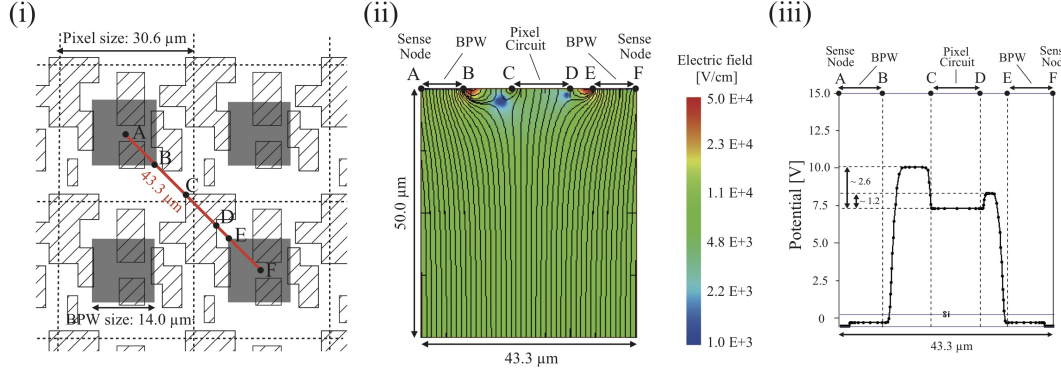 (i)
Pixel size: 30.6 µm
A
B
43.3 µm
C
D
E
F
BPW size: 14.0 µm
(ii)
Sense
Node
BPW
Pixel
Circuit
BPW
Sense
Node
A
B
C
D
E
F
50.0 µm
43.3 µm
Electric field
[V/cm]
5.0 E+4
2.3 E+4
1.1 E+4
4.8 E+3
2.2 E+3
1.0 E+3
(iii)
Sense
Node
BPW
Pixel
Circuit
BPW
Sense
Node
A
B
C
D
E
F
15.0
12.5
10.0
7.5
5.0
2.5
0
Potential [V]
~ 2.6
~ 1.2
Si
43.3 µm